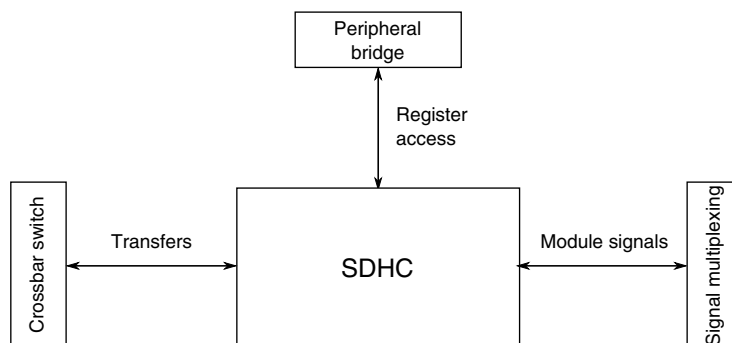 Peripheral
bridge
Register
access
Crossbar switch
Transfers
SDHC
Module signals
Signal multiplexing